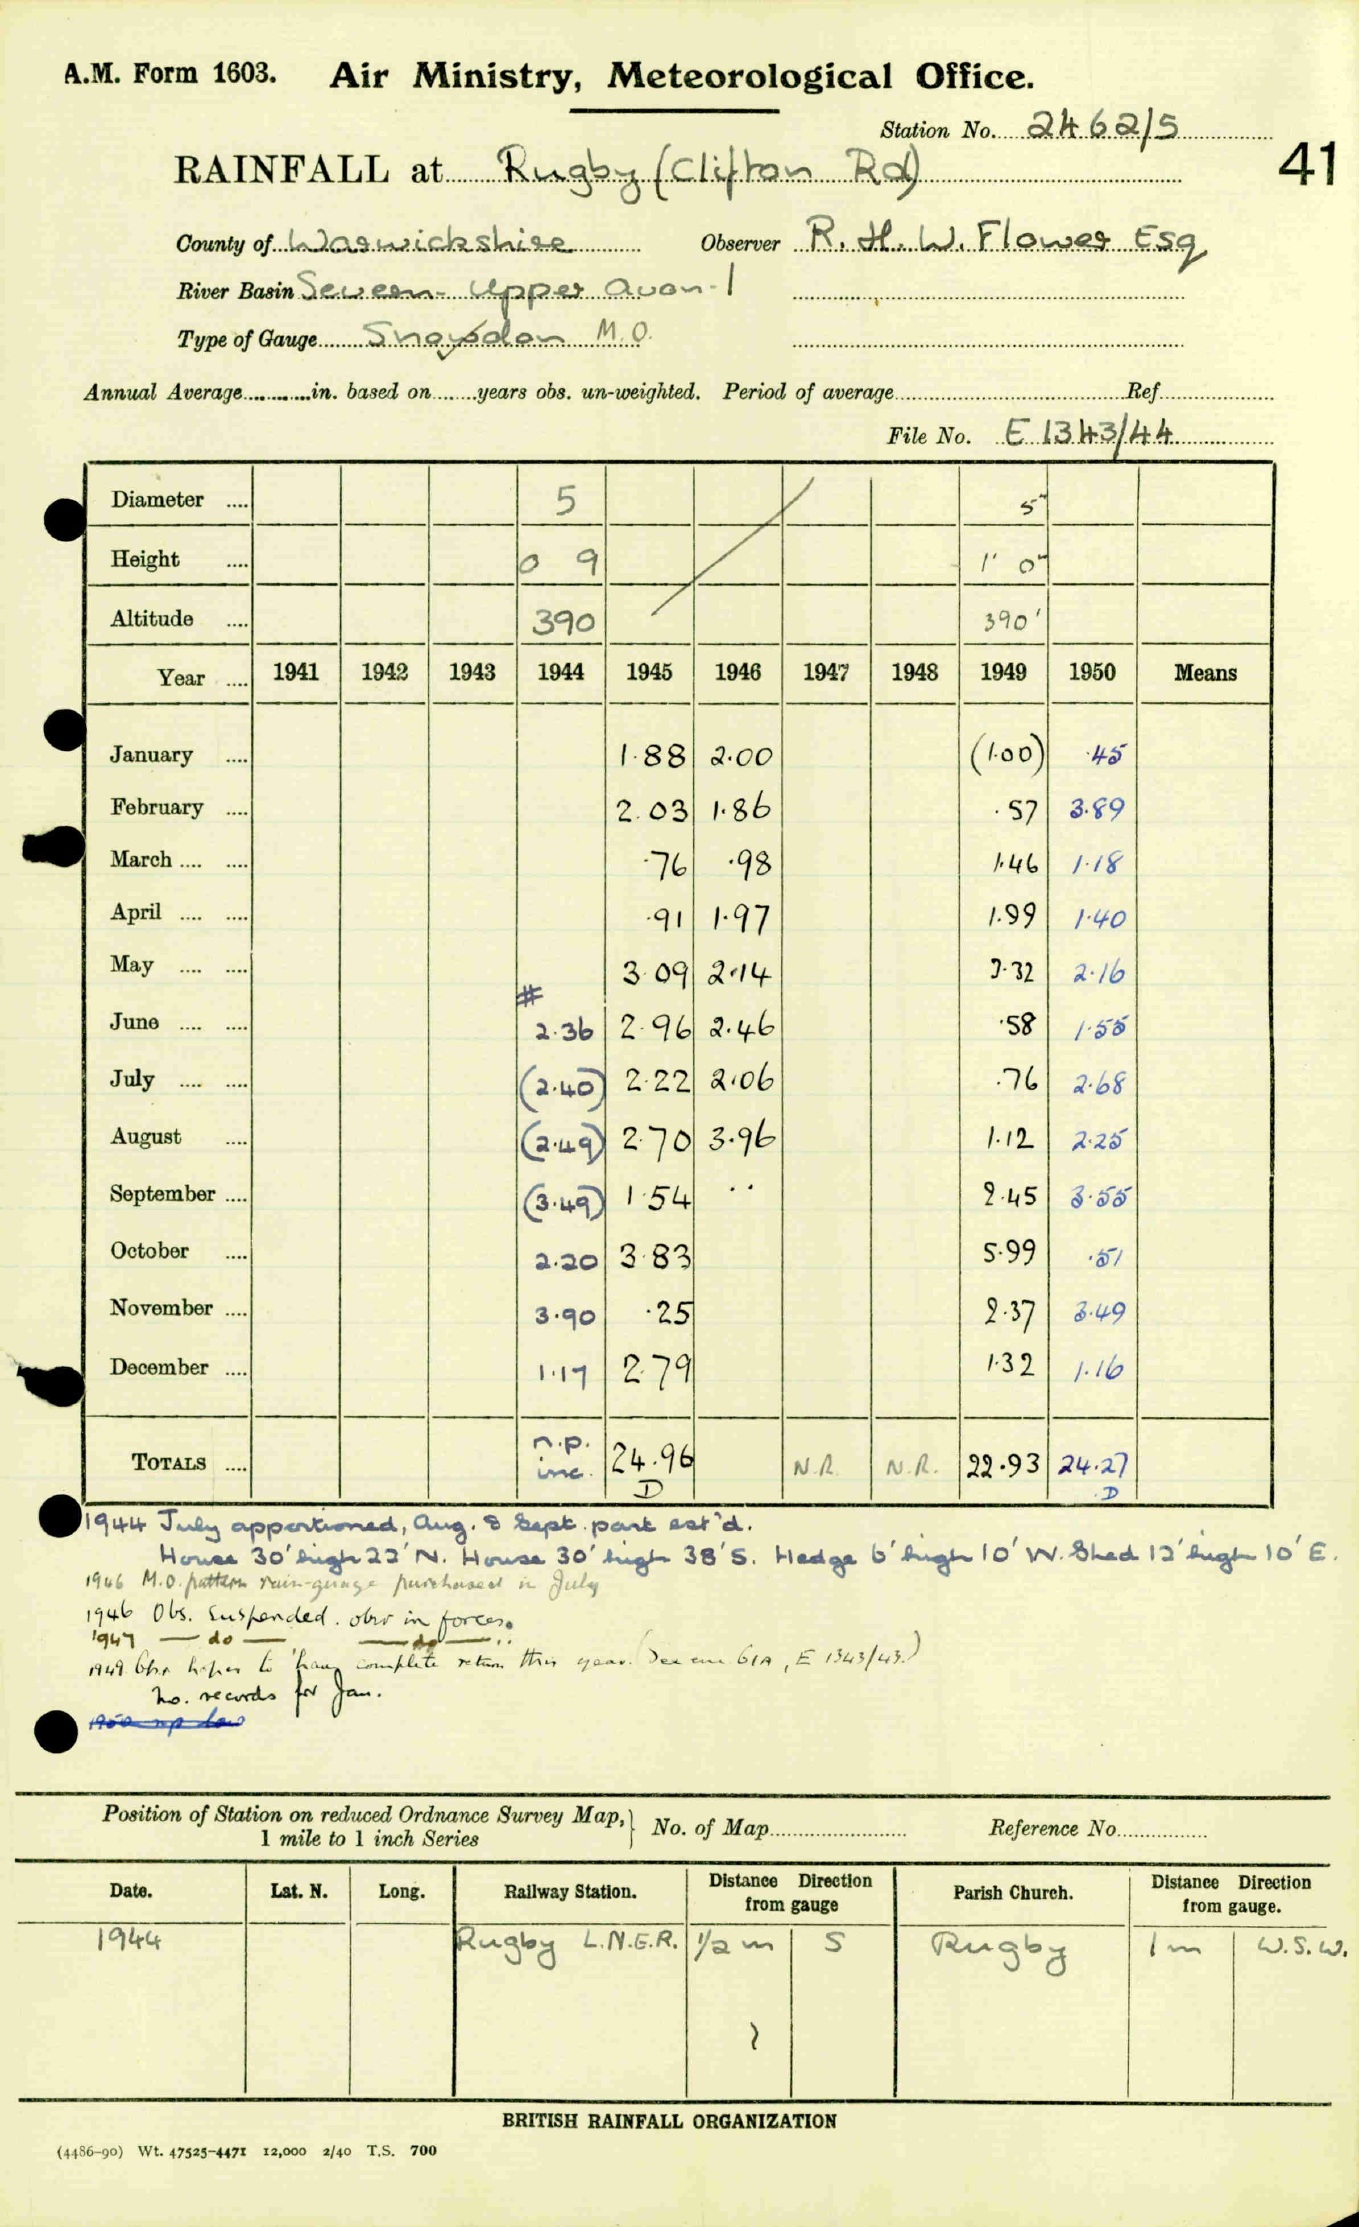 A.M. Form 1603. Air Ministry, Meteorological Office.
Station No. 2462/5
41
RAINFALL at Rugby (Clifton Rd)
County of Warwickshire Observer R. H. W. Flower Esq
River Basin Severn - Upper Avon - 1
Type of Gauge Snowdon M.O.
Annual Average............in. based on........years obs. un-weighted. Period of average.... Ref....
File No. E 1343/44
Diameter .... 5 5"
Height .... 0 9 1' 0"
Altitude .... 390 390'
Year .... 1941 1942 1943 1944 1945 1946 1947 1948 1949 1950 Means
January .... 1.88 2.00 (1.00) .45
February .... 2.03 1.86 .57 3.89
March .... .... .76 .98 1.46 1.18
April .... .... .91 1.97 1.99 1.40
May .... .... 3.09 2.14 3.32 2.16
#
June .... .... 2.36 2.96 2.46 .58 1.55
July .... .... (2.40) 2.22 2.06 .76 2.68
August .... (2.49) 2.70 3.96 1.12 2.25
September .... (3.49) 1.54 .. 2.45 3.55
October .... 2.20 3.83 5.99 .51
November .... 3.90 .25 2.37 3.49
December .... 1.17 2.79 1.32 1.16
TOTALS .... n.p. inc. 24.96 D N.R. N.R. 22.93 24.27 D
1944 July apportioned, Aug. & Sept. part est'd.
House 30' high 22' N. House 30' high 38' S. Hedge 6' high 10' W. Shed 12' high 10' E.
1946 M.O. pattern rain-gauge purchased in July
1946 Obs. suspended. obsr in forces.
1947 — do — — do — ..
1949 Obsr hopes to have complete return this year. (See enc 61A, E 1343/43.)
No. records for Jan.
Position of Station on reduced Ordnance Survey Map, 1 mile to 1 inch Series } No. of Map.... Reference No....
Date. Lat. N. Long. Railway Station. Distance Direction from gauge Parish Church. Distance Direction from gauge.
1944 Rugby L.N.E.R. 1/2 m S Rugby 1 m W.S.W.
BRITISH RAINFALL ORGANIZATION
(4486-90) Wt. 47525-4471 12,000 2/40 T.S. 700